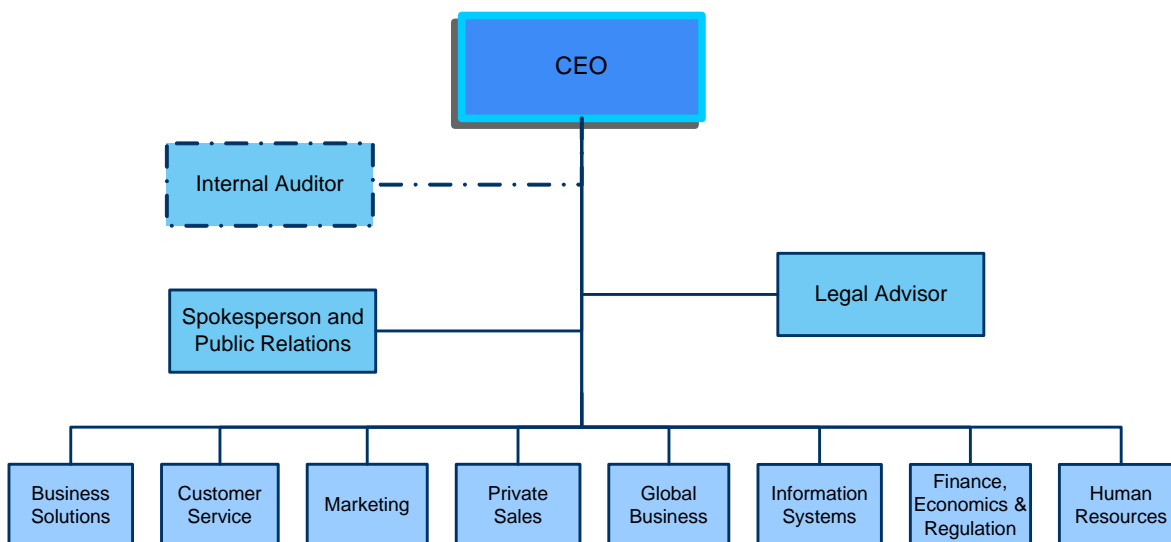 CEO
Internal Auditor
Legal Advisor
Spokesperson and
Public Relations
Business
Solutions
Customer
Service
Marketing
Private
Sales
Global
Business
Information
Systems
Finance,
Economics &
Regulation
Human
Resources